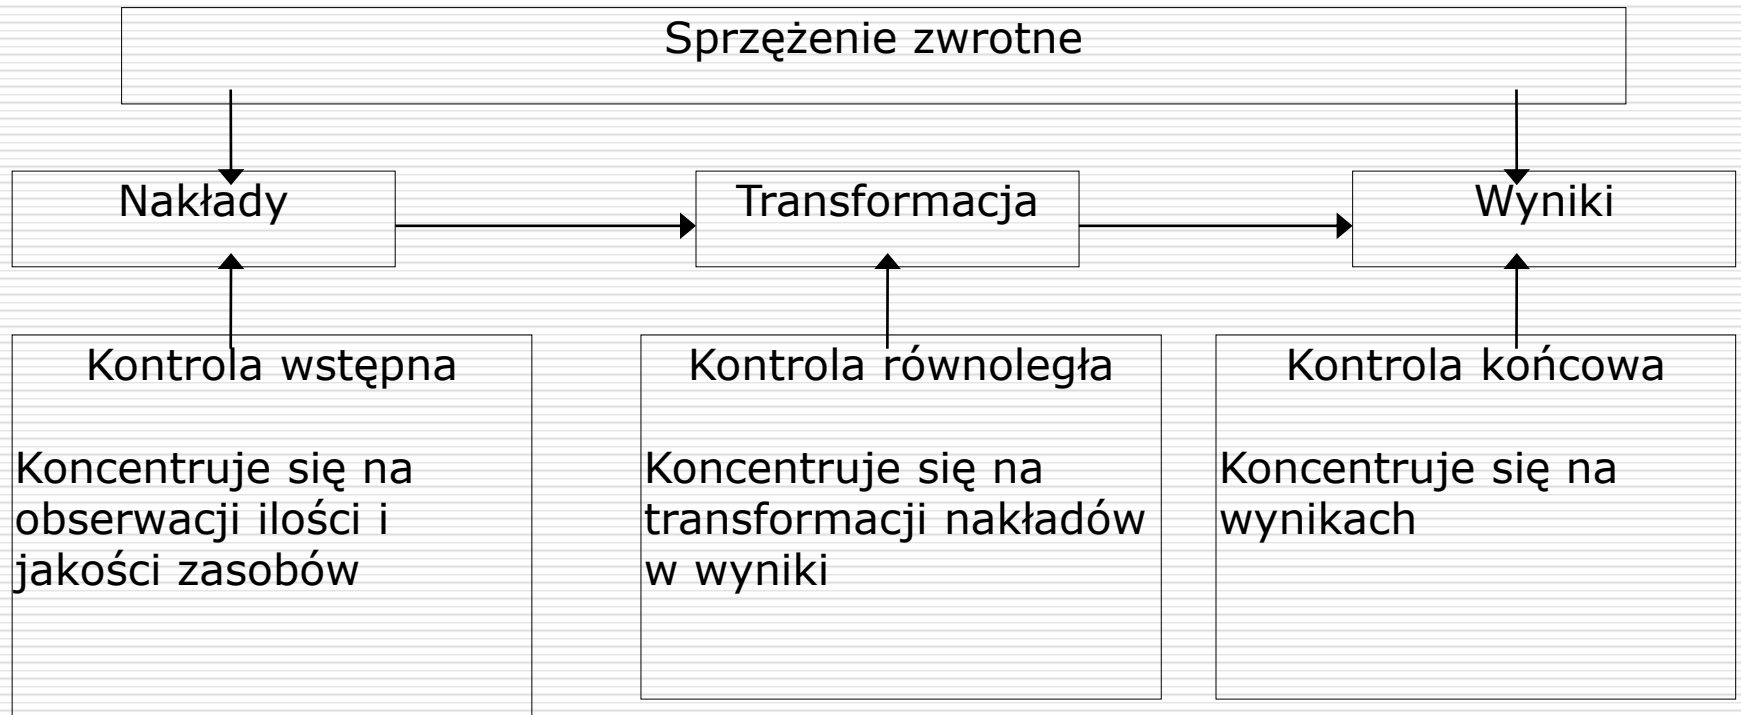 Sprzężenie zwrotne
Nakłady
Transformacja
Wyniki
Kontrola wstępna
Koncentruje się na
obserwacji ilości i
jakości zasobów
Kontrola równoległa
Koncentruje się na
transformacji nakładów
w wyniki
Kontrola końcowa
Koncentruje się na
wynikach